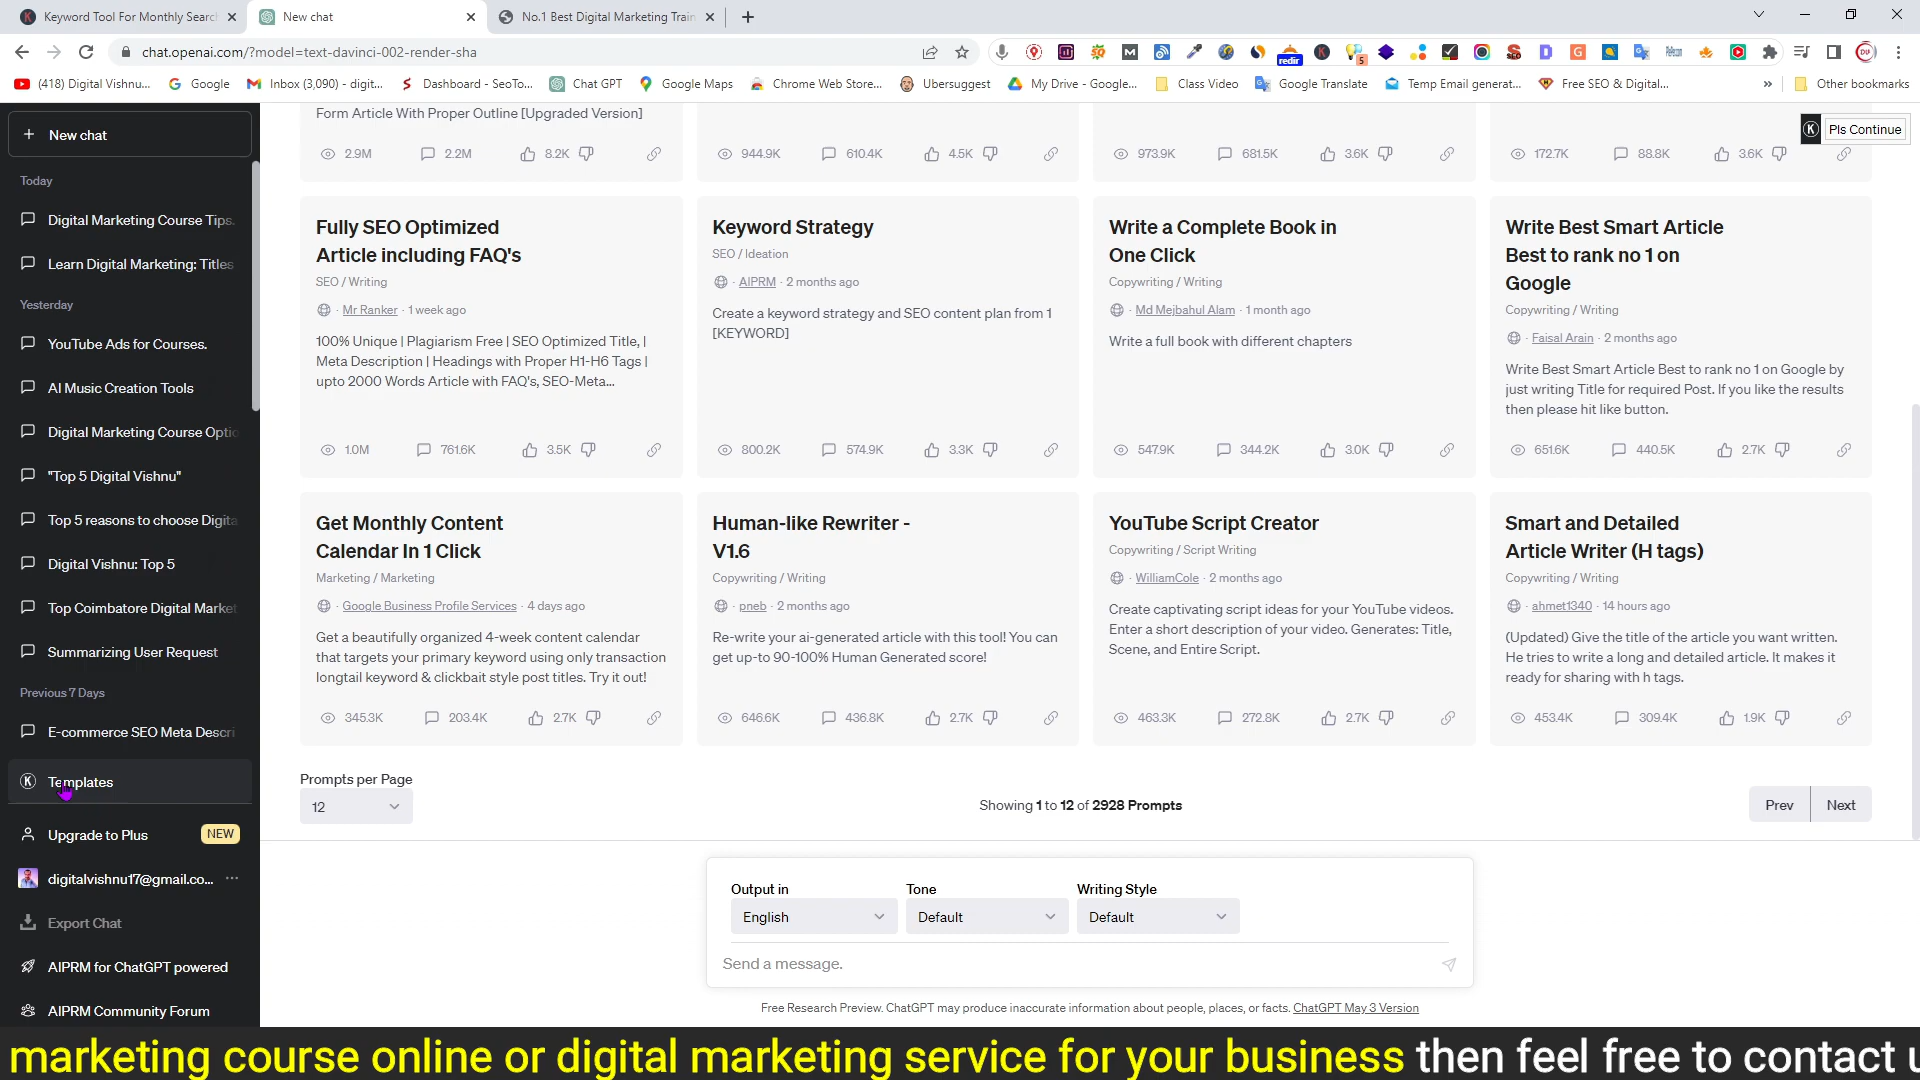 Keyword Tool For Monthly Searc
New chat
No.1 Best Digital Marketing Train
chat.openai.com/?model=text-davinci-002-render-sha
(418) Digital Vishnu...
Google
Inbox (3,090) - digit...
Dashboard - SeoTo...
Chat GPT
Google Maps
Chrome Web Store...
Ubersuggest
My Drive - Google...
Class Video
Google Translate
Temp Email generat...
Free SEO & Digital...
»
Other bookmarks
redir
5
New chat
Today
Digital Marketing Course Tips.
Learn Digital Marketing: Titles
Yesterday
YouTube Ads for Courses.
AI Music Creation Tools
Digital Marketing Course Optio
"Top 5 Digital Vishnu"
Top 5 reasons to choose Digita
Digital Vishnu: Top 5
Top Coimbatore Digital Market
Summarizing User Request
Previous 7 Days
E-commerce SEO Meta Descri
Templates
Upgrade to Plus
NEW
digitalvishnu17@gmail.co...
Export Chat
AIPRM for ChatGPT powered
AIPRM Community Forum
Form Article With Proper Outline [Upgraded Version]
2.9M 2.2M 8.2K
944.9K 610.4K 4.5K
973.9K 681.5K 3.6K
172.7K 88.8K 3.6K
Pls Continue
Fully SEO Optimized
Article including FAQ's
SEO / Writing
· Mr Ranker · 1 week ago
100% Unique | Plagiarism Free | SEO Optimized Title, |
Meta Description | Headings with Proper H1-H6 Tags |
upto 2000 Words Article with FAQ's, SEO-Meta...
1.0M 761.6K 3.5K
Keyword Strategy
SEO / Ideation
· AIPRM · 2 months ago
Create a keyword strategy and SEO content plan from 1
[KEYWORD]
800.2K 574.9K 3.3K
Write a Complete Book in
One Click
Copywriting / Writing
· Md Mejbahul Alam · 1 month ago
Write a full book with different chapters
547.9K 344.2K 3.0K
Write Best Smart Article
Best to rank no 1 on
Google
Copywriting / Writing
· Faisal Arain · 2 months ago
Write Best Smart Article Best to rank no 1 on Google by
just writing Title for required Post. If you like the results
then please hit like button.
651.6K 440.5K 2.7K
Get Monthly Content
Calendar In 1 Click
Marketing / Marketing
· Google Business Profile Services · 4 days ago
Get a beautifully organized 4-week content calendar
that targets your primary keyword using only transaction
longtail keyword & clickbait style post titles. Try it out!
345.3K 203.4K 2.7K
Human-like Rewriter -
V1.6
Copywriting / Writing
· pneb · 2 months ago
Re-write your ai-generated article with this tool! You can
get up-to 90-100% Human Generated score!
646.6K 436.8K 2.7K
YouTube Script Creator
Copywriting / Script Writing
· WilliamCole · 2 months ago
Create captivating script ideas for your YouTube videos.
Enter a short description of your video. Generates: Title,
Scene, and Entire Script.
463.3K 272.8K 2.7K
Smart and Detailed
Article Writer (H tags)
Copywriting / Writing
· ahmet1340 · 14 hours ago
(Updated) Give the title of the article you want written.
He tries to write a long and detailed article. It makes it
ready for sharing with h tags.
453.4K 309.4K 1.9K
Prompts per Page
12
Showing 1 to 12 of 2928 Prompts
Prev Next
Output in Tone Writing Style
English Default Default
Send a message.
Free Research Preview. ChatGPT may produce inaccurate information about people, places, or facts. ChatGPT May 3 Version
marketing course online or digital marketing service for your business then feel free to contact u